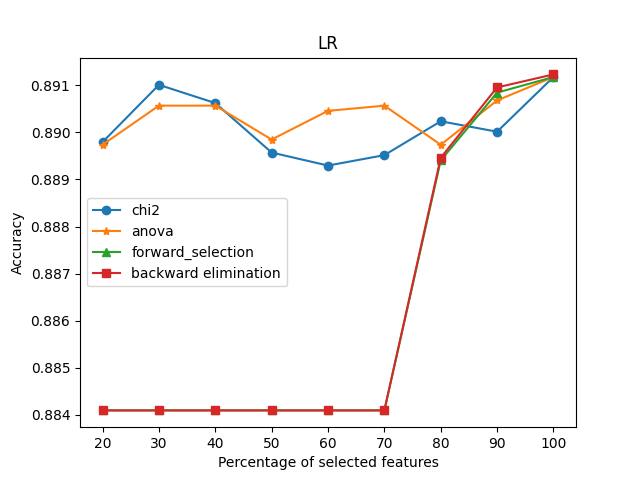 LR
Accuracy
0.891
0.890
0.889
0.888
0.887
0.886
0.885
0.884
chi2
anova
forward_selection
backward elimination
20 30 40 50 60 70 80 90 100
Percentage of selected features